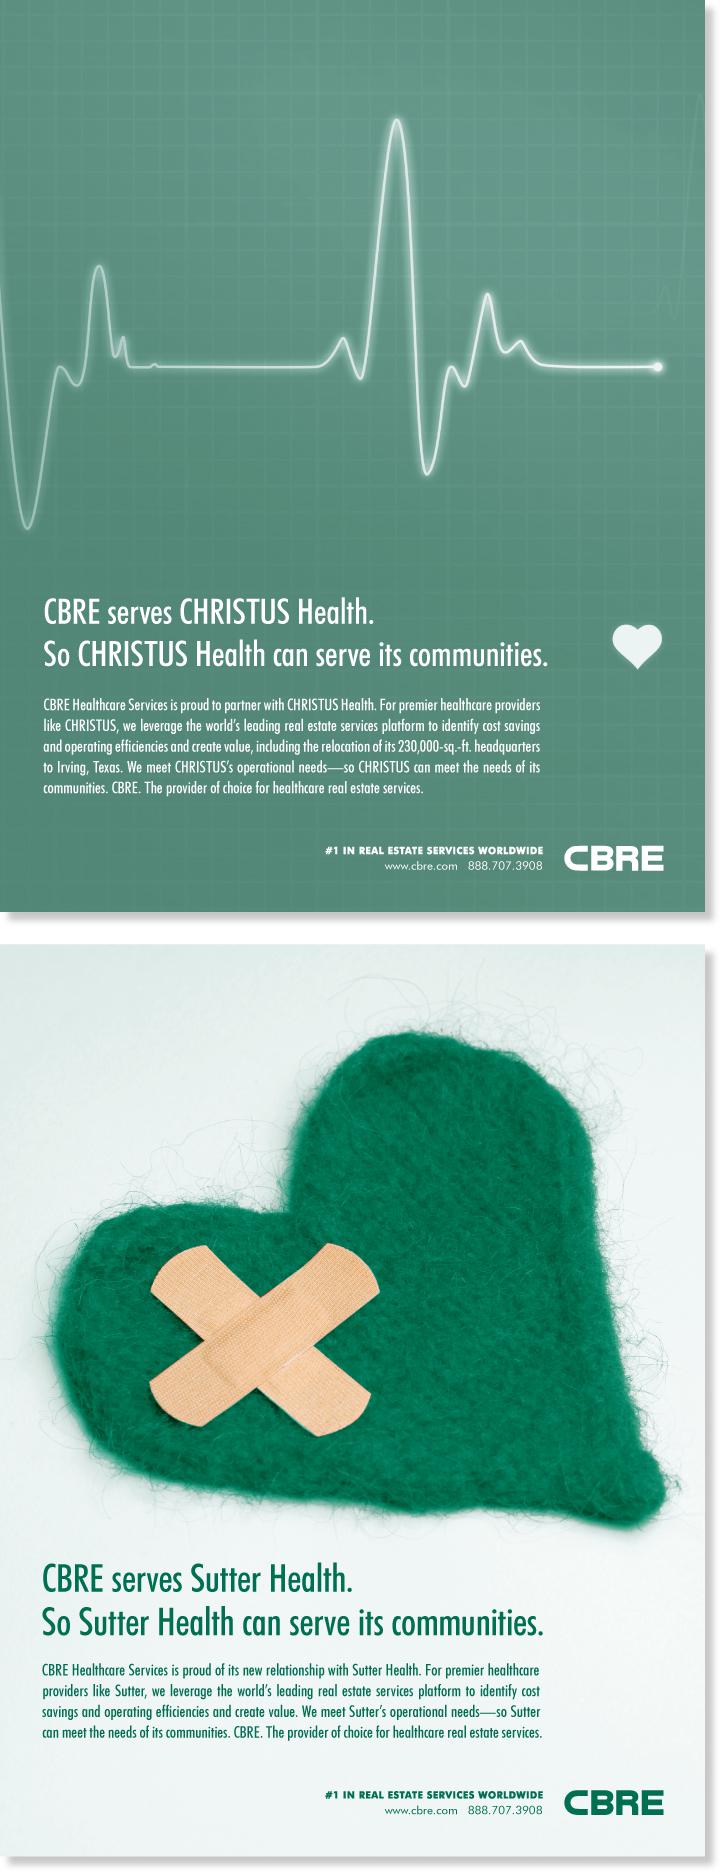 CBRE serves CHRISTUS Health.
So CHRISTUS Health can serve its communities.
CBRE Healthcare Services is proud to partner with CHRISTUS Health. For premier healthcare providers
like CHRISTUS, we leverage the world's leading real estate services platform to identify cost savings
and operating efficiencies and create value, including the relocation of its 230,000-sq.-ft. headquarters
to Irving, Texas. We meet CHRISTUS's operational needs—so CHRISTUS can meet the needs of its
communities. CBRE. The provider of choice for healthcare real estate services.
#1 IN REAL ESTATE SERVICES WORLDWIDE
www.cbre.com 888.707.3908
CBRE
CBRE serves Sutter Health.
So Sutter Health can serve its communities.
CBRE Healthcare Services is proud of its new relationship with Sutter Health. For premier healthcare
providers like Sutter, we leverage the world's leading real estate services platform to identify cost
savings and operating efficiencies and create value. We meet Sutter's operational needs—so Sutter
can meet the needs of its communities. CBRE. The provider of choice for healthcare real estate services.
#1 IN REAL ESTATE SERVICES WORLDWIDE
www.cbre.com 888.707.3908
CBRE